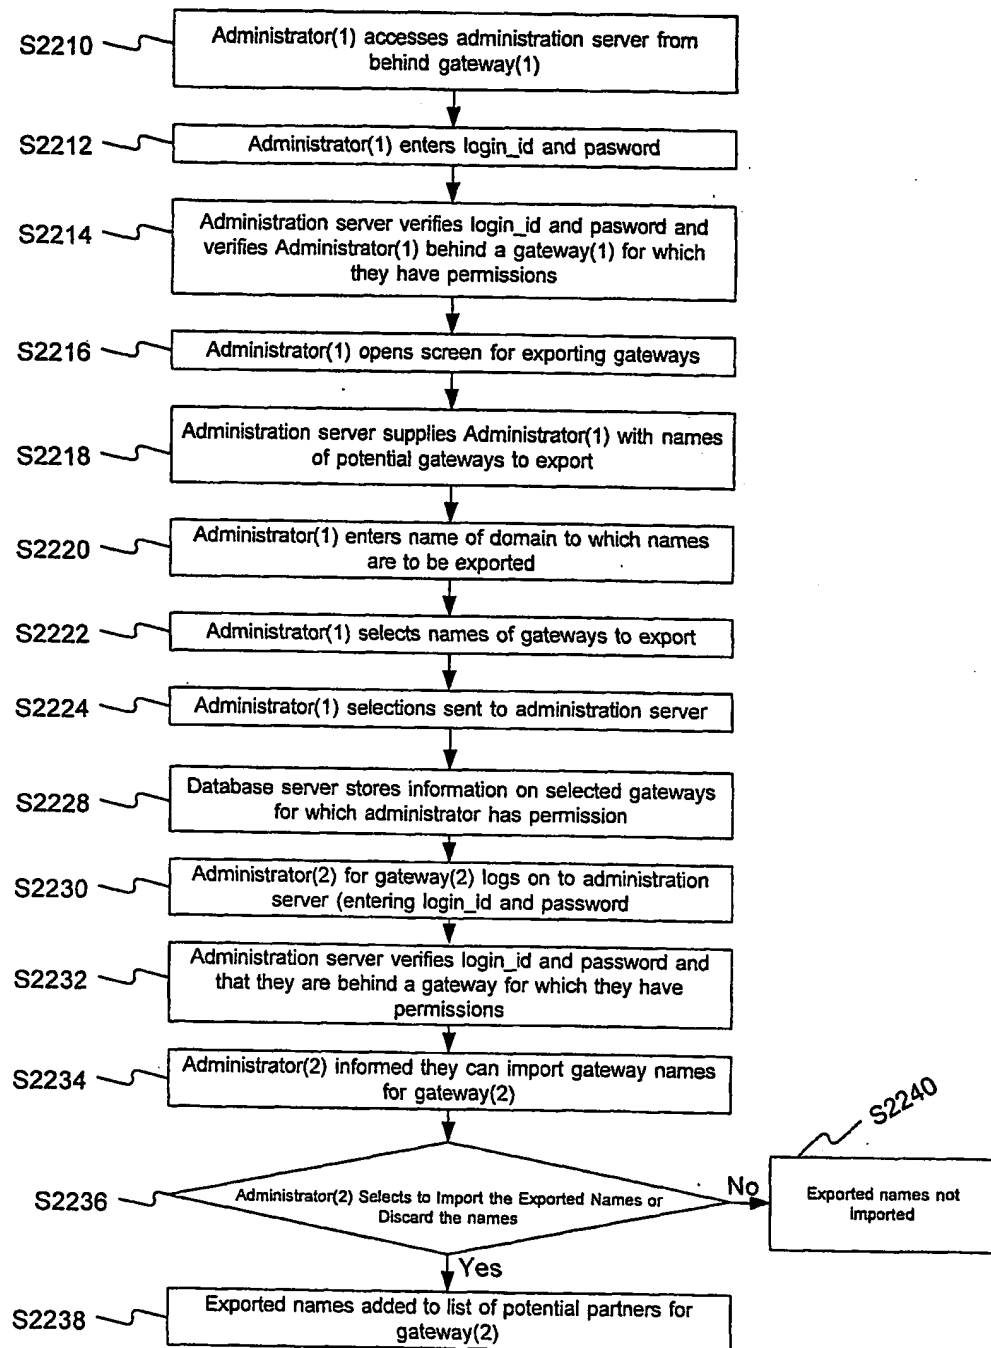 S2210
Administrator(1) accesses administration server from
behind gateway(1)
S2212
Administrator(1) enters login_id and pasword
S2214
Administration server verifies login_id and pasword and
verifies Administrator(1) behind a gateway(1) for which
they have permissions
S2216
Administrator(1) opens screen for exporting gateways
S2218
Administration server supplies Administrator(1) with names
of potential gateways to export
S2220
Administrator(1) enters name of domain to which names
are to be exported
S2222
Administrator(1) selects names of gateways to export
S2224
Administrator(1) selections sent to administration server
S2228
Database server stores information on selected gateways
for which administrator has permission
S2230
Administrator(2) for gateway(2) logs on to administration
server (entering login_id and password
S2232
Administration server verifies login_id and password and
that they are behind a gateway for which they have
permissions
S2234
Administrator(2) informed they can import gateway names
for gateway(2)
S2236
Administrator(2) Selects to Import the Exported Names or
Discard the names
No
S2240
Exported names not
imported
Yes
S2238
Exported names added to list of potential partners for
gateway(2)